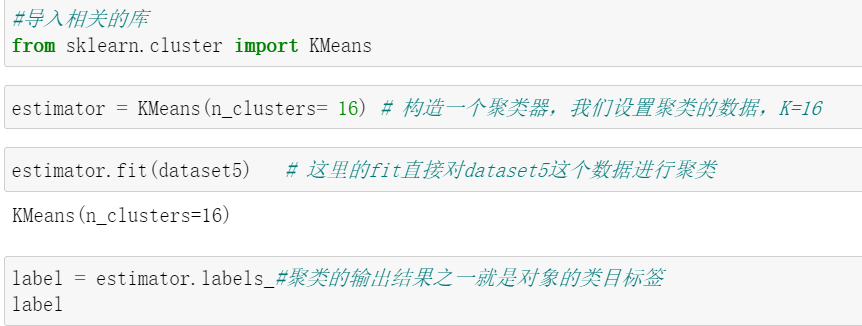 #导入相关的库
from sklearn.cluster import KMeans
estimator = KMeans(n_clusters= 16) # 构造一个聚类器，我们设置聚类的数据，K=16
estimator.fit(dataset5)   # 这里的fit直接对dataset5这个数据进行聚类
KMeans(n_clusters=16)
label = estimator.labels_#聚类的输出结果之一就是对象的类目标签
label